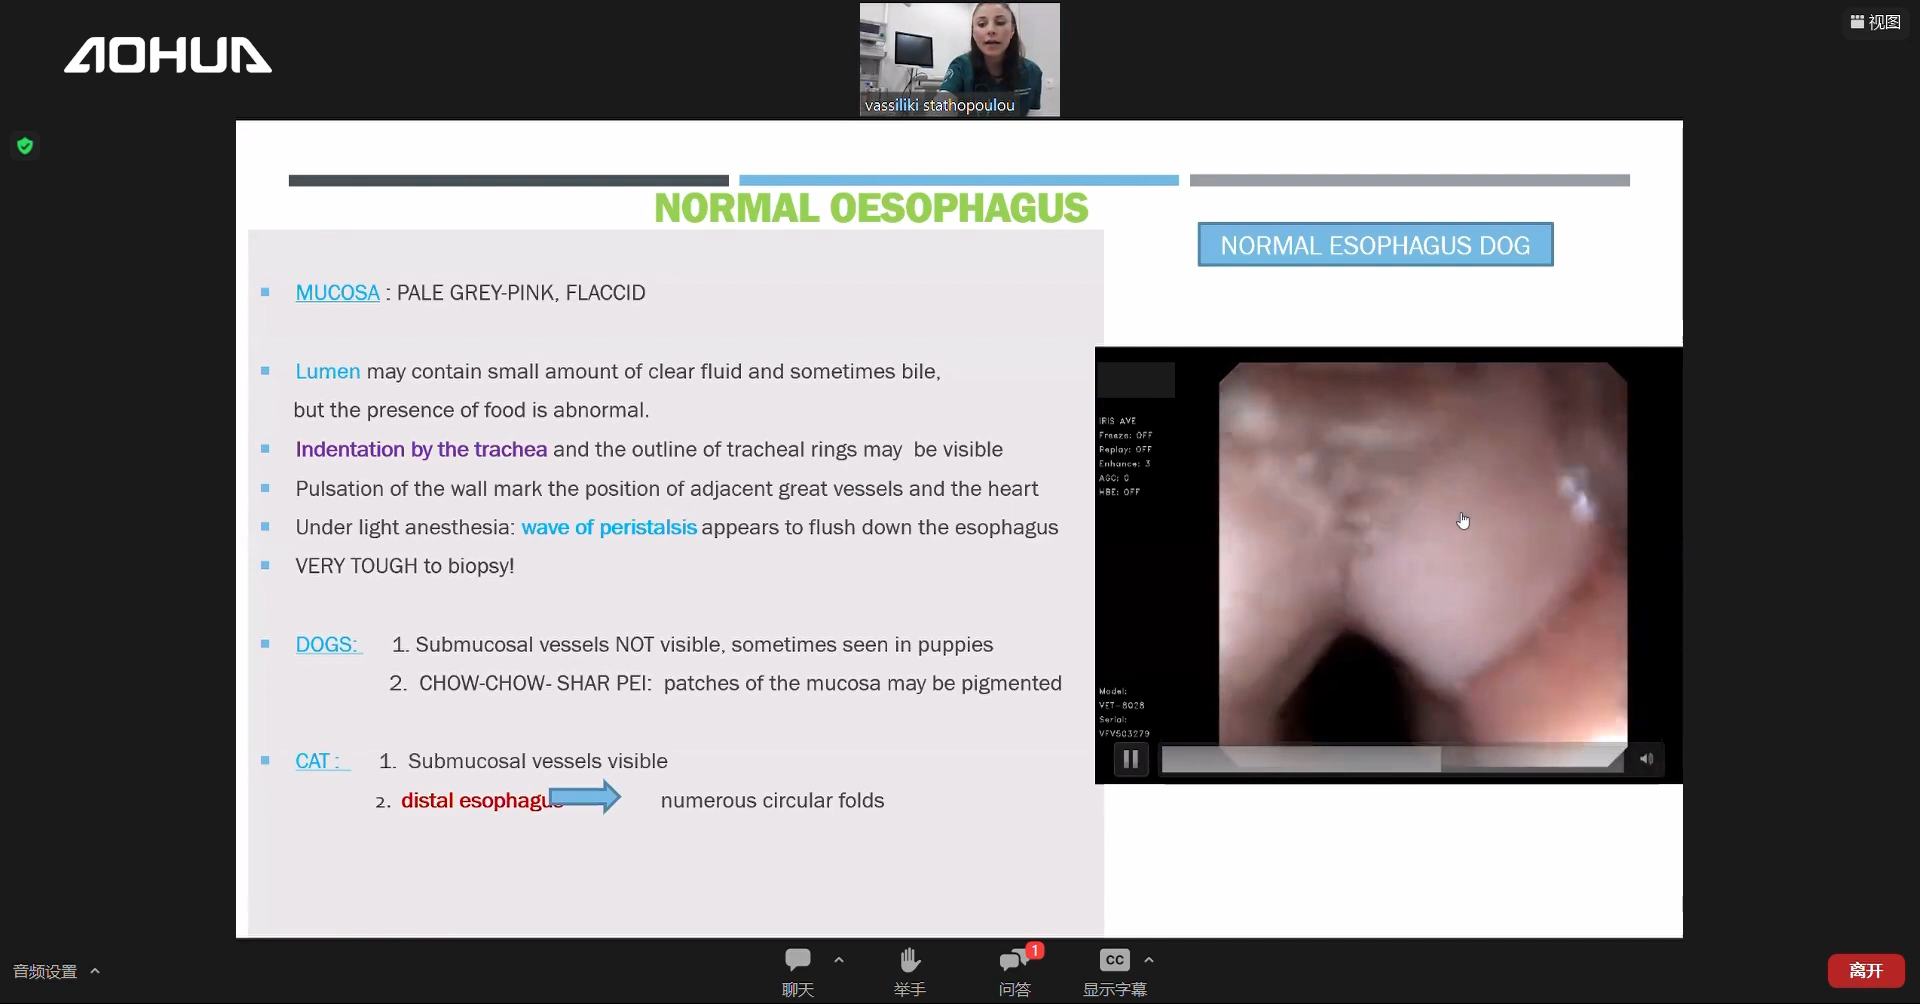 AOHUA
视图
vassiliki stathopoulou
NORMAL OESOPHAGUS
NORMAL ESOPHAGUS DOG
MUCOSA : PALE GREY-PINK, FLACCID
Lumen may contain small amount of clear fluid and sometimes bile,
but the presence of food is abnormal.
Indentation by the trachea and the outline of tracheal rings may be visible
Pulsation of the wall mark the position of adjacent great vessels and the heart
Under light anesthesia: wave of peristalsis appears to flush down the esophagus
VERY TOUGH to biopsy!
DOGS: 1. Submucosal vessels NOT visible, sometimes seen in puppies
2. CHOW-CHOW- SHAR PEI: patches of the mucosa may be pigmented
CAT : 1. Submucosal vessels visible
2. distal esophagus numerous circular folds
IRIS AVE
Freeze: OFF
Replay: OFF
Enhance: 3
AGC: 0
HBE: OFF
Model:
VET-8028
Serial:
VFV503279
音频设置
聊天
举手
1
问答
CC
显示字幕
离开